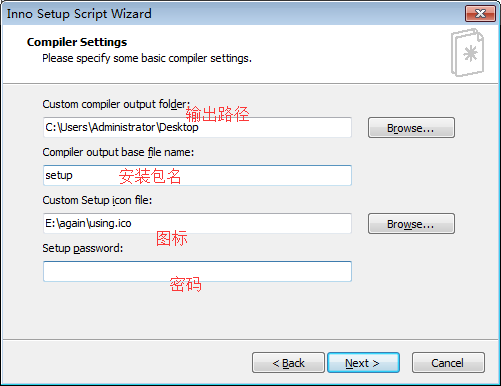 Inno Setup Script Wizard
Compiler Settings
Please specify some basic compiler settings.
Custom compiler output folder:
输出路径
C:\Users\Administrator\Desktop
Browse...
Compiler output base file name:
setup
安装包名
Custom Setup icon file:
E:\again\using.ico
Browse...
图标
Setup password:
密码
< Back
Next >
Cancel